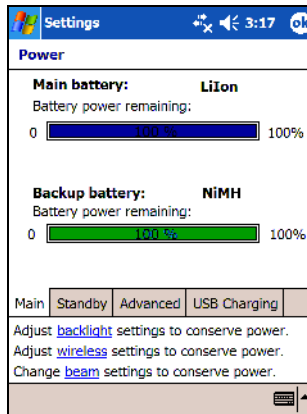 Settings 3:17 ok
Power
Main battery: LiIon
Battery power remaining:
0 100 % 100%
Backup battery: NiMH
Battery power remaining:
0 100 % 100%
Main Standby Advanced USB Charging
Adjust backlight settings to conserve power.
Adjust wireless settings to conserve power.
Change beam settings to conserve power.